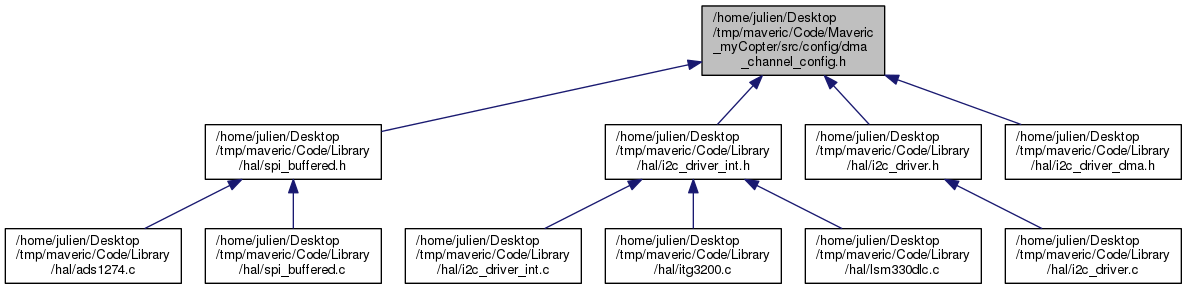 /home/julien/Desktop
/tmp/maveric/Code/Maveric
_myCopter/src/config/dma
_channel_config.h
/home/julien/Desktop
/tmp/maveric/Code/Library
/hal/spi_buffered.h
/home/julien/Desktop
/tmp/maveric/Code/Library
/hal/i2c_driver_int.h
/home/julien/Desktop
/tmp/maveric/Code/Library
/hal/i2c_driver.h
/home/julien/Desktop
/tmp/maveric/Code/Library
/hal/i2c_driver_dma.h
/home/julien/Desktop
/tmp/maveric/Code/Library
/hal/ads1274.c
/home/julien/Desktop
/tmp/maveric/Code/Library
/hal/spi_buffered.c
/home/julien/Desktop
/tmp/maveric/Code/Library
/hal/i2c_driver_int.c
/home/julien/Desktop
/tmp/maveric/Code/Library
/hal/itg3200.c
/home/julien/Desktop
/tmp/maveric/Code/Library
/hal/lsm330dlc.c
/home/julien/Desktop
/tmp/maveric/Code/Library
/hal/i2c_driver.c